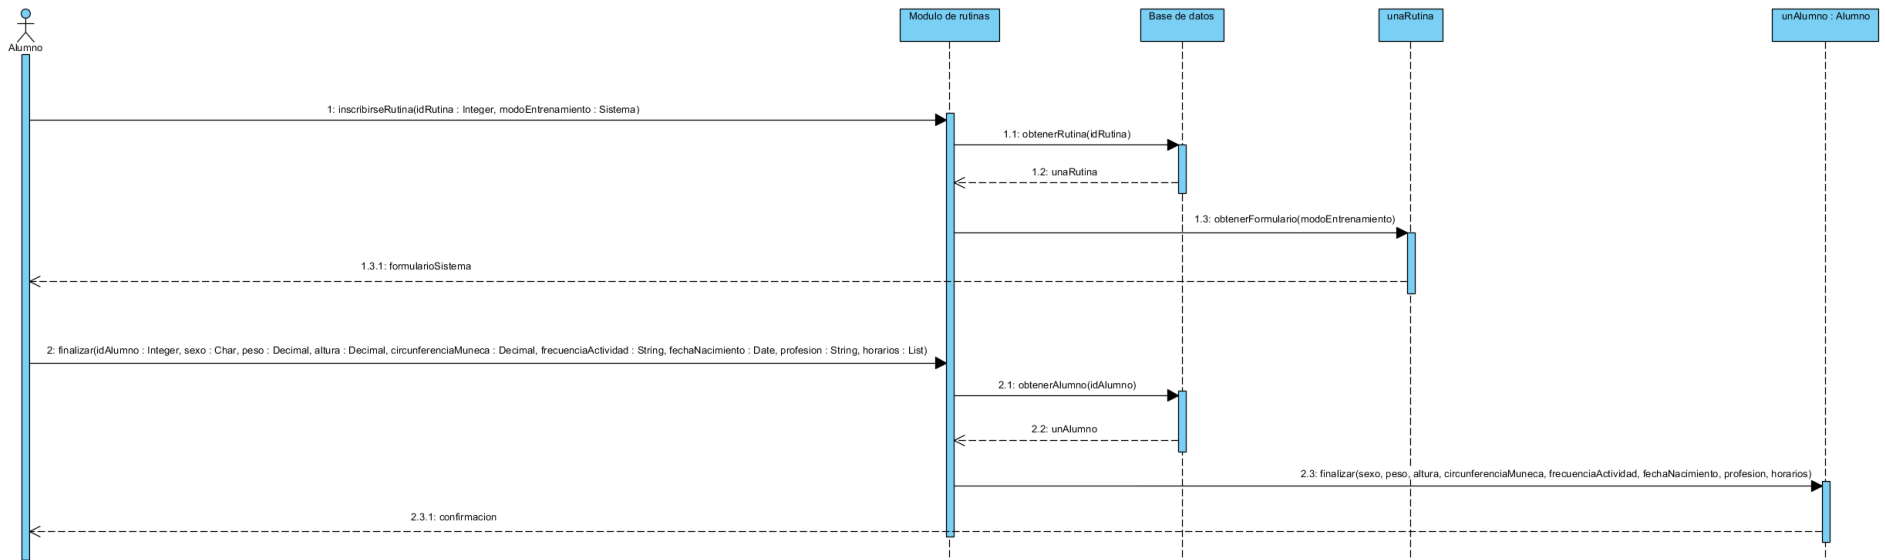 Modulo de rutinas
Base de datos
unaRutina
unAlumno : Alumno
Alumno
1: inscribirseRutina(idRutina : Integer, modoEntrenamiento : Sistema)
1.1: obtenerRutina(idRutina)
1.2: unaRutina
1.3: obtenerFormulario(modoEntrenamiento)
1.3.1: formularioSistema
2: finalizar(idAlumno : Integer, sexo : Char, peso : Decimal, altura : Decimal, circunferenciaMuneca : Decimal, frecuenciaActividad : String, fechaNacimiento : Date, profesion : String, horarios : List)
2.1: obtenerAlumno(idAlumno)
2.2: unAlumno
2.3: finalizar(sexo, peso, altura, circunferenciaMuneca, frecuenciaActividad, fechaNacimiento, profesion, horarios)
2.3.1: confirmacion